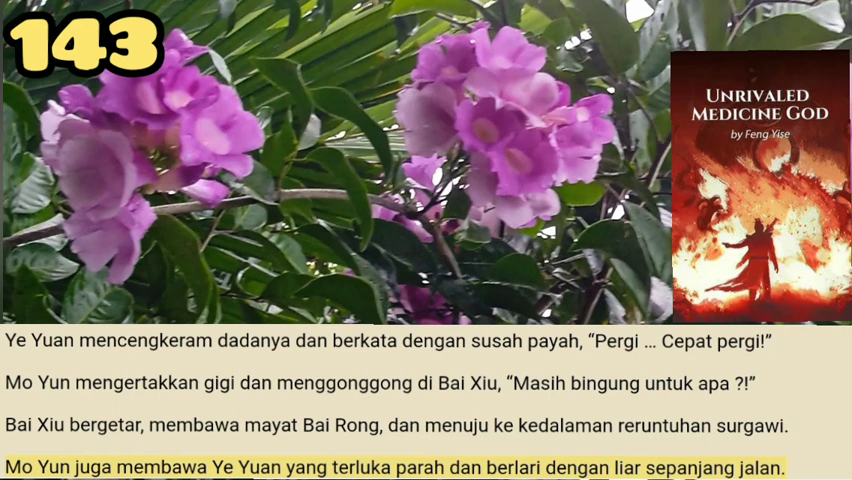 143
UNRIVALED
MEDICINE GOD
by Feng Yise
Ye Yuan mencengkeram dadanya dan berkata dengan susah payah, “Pergi ... Cepat pergi!”
Mo Yun mengertakkan gigi dan menggonggong di Bai Xiu, “Masih bingung untuk apa ?!”
Bai Xiu bergetar, membawa mayat Bai Rong, dan menuju ke kedalaman reruntuhan surgawi.
Mo Yun juga membawa Ye Yuan yang terluka parah dan berlari dengan liar sepanjang jalan.